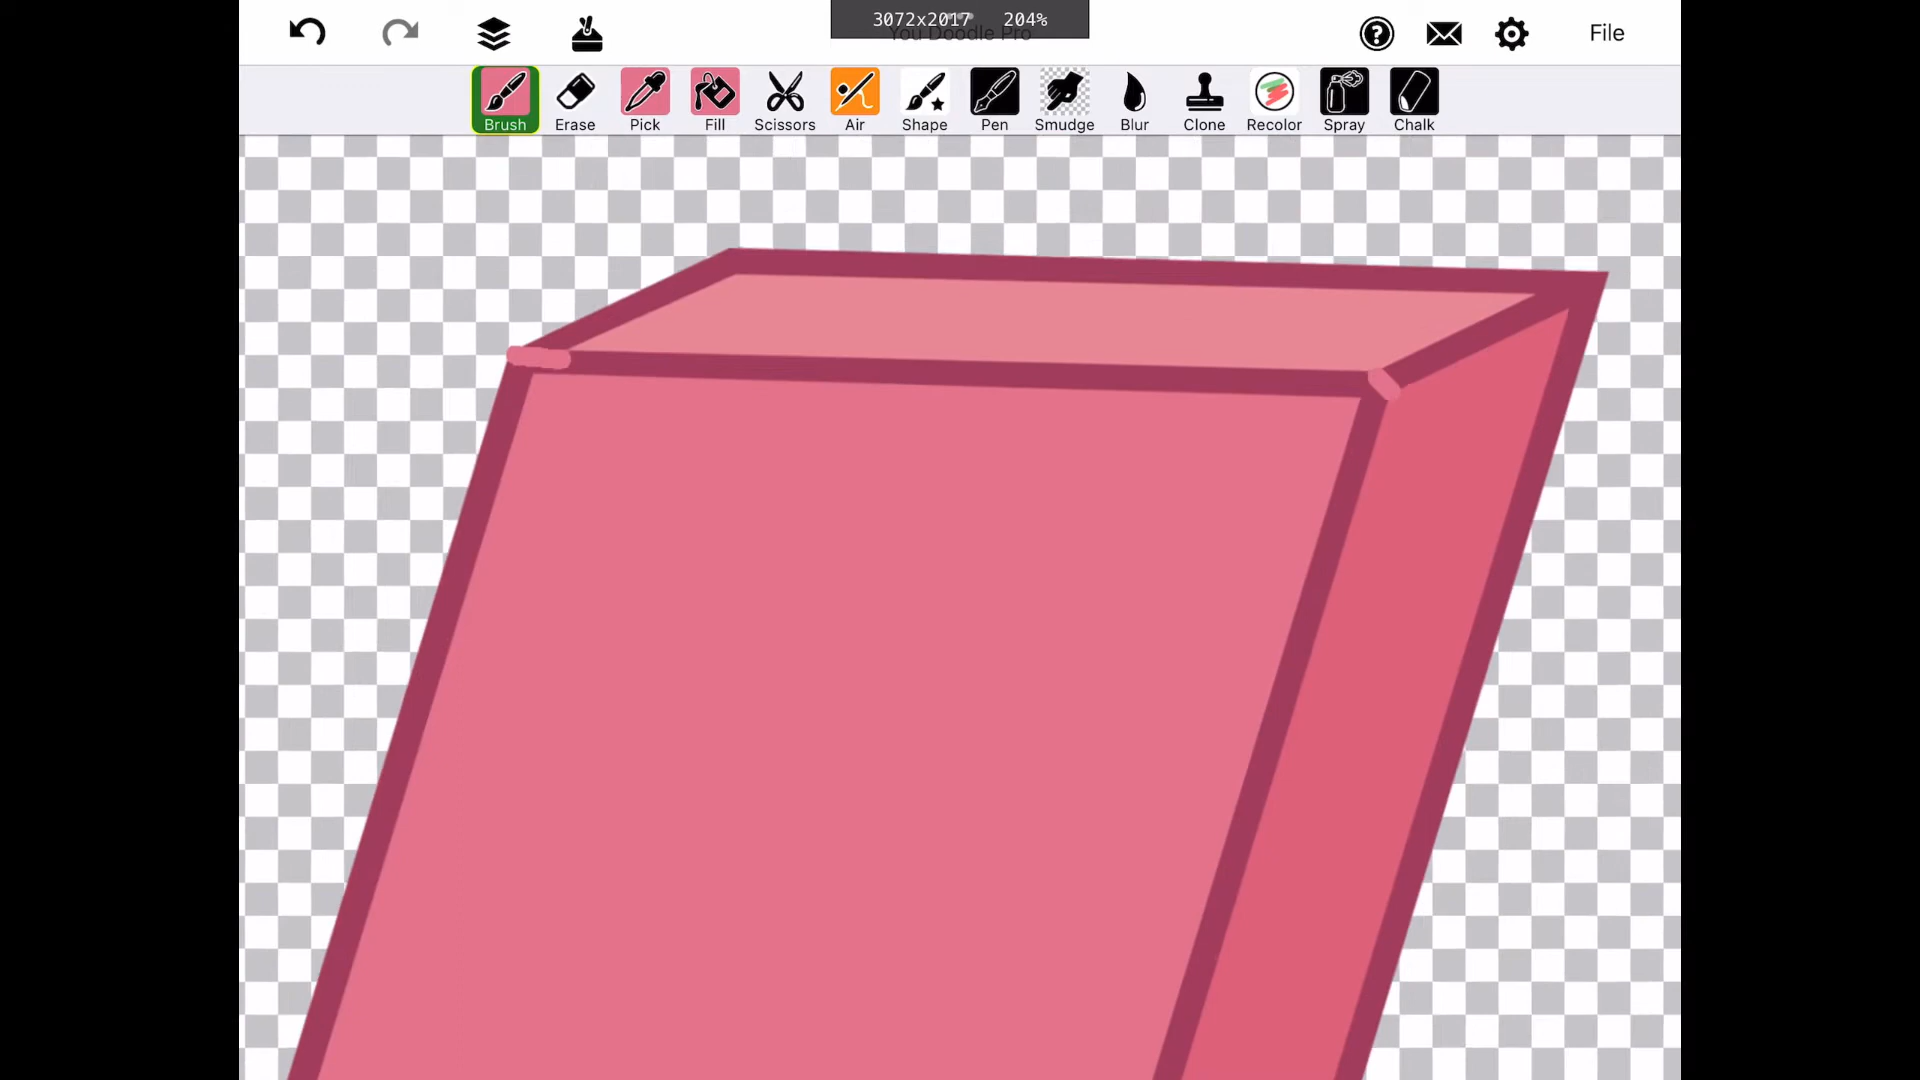 3072x2017 204%
You Doodle Pro
File
Brush Erase Pick Fill Scissors Air Shape Pen Smudge Blur Clone Recolor Spray Chalk